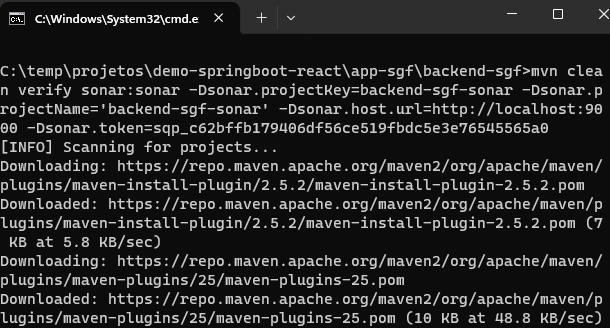 C:\Windows\System32\cmd.e
C:\temp\projetos\demo-springboot-react\app-sgf\backend-sgf>mvn clea
n verify sonar:sonar -Dsonar.projectKey=backend-sgf-sonar -Dsonar.p
rojectName='backend-sgf-sonar' -Dsonar.host.url=http://localhost:90
00 -Dsonar.token=sqp_c62bffb179406df56ce519fbdc5e3e76545565a0
[INFO] Scanning for projects...
Downloading: https://repo.maven.apache.org/maven2/org/apache/maven/
plugins/maven-install-plugin/2.5.2/maven-install-plugin-2.5.2.pom
Downloaded: https://repo.maven.apache.org/maven2/org/apache/maven/p
lugins/maven-install-plugin/2.5.2/maven-install-plugin-2.5.2.pom (7
 KB at 5.8 KB/sec)
Downloading: https://repo.maven.apache.org/maven2/org/apache/maven/
plugins/maven-plugins/25/maven-plugins-25.pom
Downloaded: https://repo.maven.apache.org/maven2/org/apache/maven/p
lugins/maven-plugins/25/maven-plugins-25.pom (10 KB at 48.8 KB/sec)